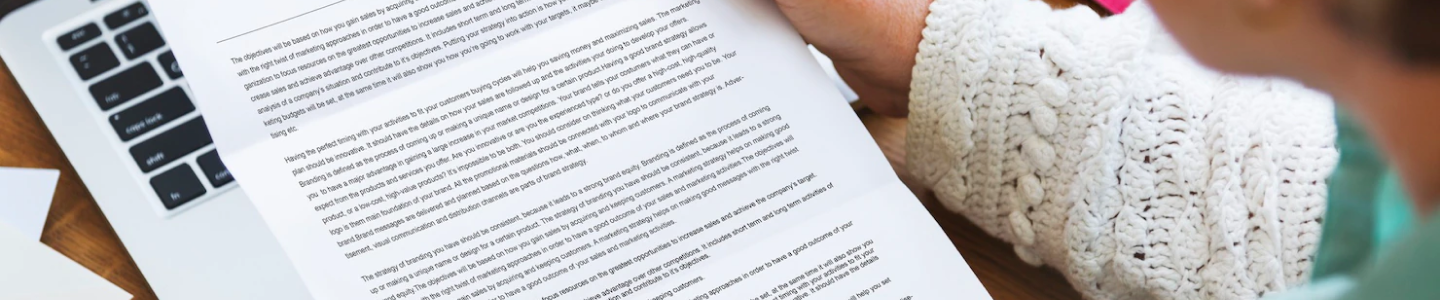 esc
fn
caps lock
shift
fn
The objectives will be based on how you gain sales by acquiring
with the right twist of marketing approaches in order to have a good outcome
ganization to focus resources on the greatest opportunities to increase sales and
crease sales and achieve advantage over other competitions. It includes short term and long term
analysis of a company's situation and contribute to it's objectives. Putting your strategy into action is how
keting budgets will be set, at the same time it will also show you how you're going to work with your targets, it maybe
tising etc.
Having the perfect timing with your activities to fit your customers buying cycles will help you saving money and maximizing sales. The marketing
plan should be innovative. It should have the details on how your sales are followed up and the activities your doing to develop your offers.
Branding is defined as the process of coming up or making a unique name or design for a certain product.Having a good brand strategy allows
you to have a major advantage in gaining a large increase in your market competitions. Your brand tells your costumers what they can have or
expect from the products and services you offer. Are you innovative or are you the experienced type? or do you offer a high-cost, high-quality
product, or a low-cost, high-value products? It's impossible to be both. You should consider on thinking what your customers need you to be. Your
logo is them main foundation of your brand. All the promotional materials should be connected with your logo to communicate with your
brand.Brand messages are delivered and planned based on the questions how, what, when, to whom and where your brand strategy is. Adver-
tisement, visual communication and distribution channels are parts of brand strategy
The strategy of branding you have should be consistent, because it leads to a strong brand equity. Branding is defined as the process of coming
up or making a unique name or design for a certain product. The strategy of branding you should have be consistent, because it leads to a strong
brand equity.The objectives will be based on how you gain sales by acquiring and keeping customers. A marketing strategy helps on making good
with the right twist of marketing approaches in order to have a good outcome of your sales and marketing activities. The objectives will
gain sales by acquiring and keeping customers. A marketing strategy helps on making good messages with the right twist
to have a good outcome of your sales and marketing activities.
focus resources on the greatest opportunities to increase sales and achieve the company's target.
achieve advantage over other competitions. It includes short term and long term activities of
and contribute to it's objectives.
keeping customers.
approaches in order to have a good outcome of your
set, at the same time it will also show you
timing with your activities to fit your
It should have the details
will help you set